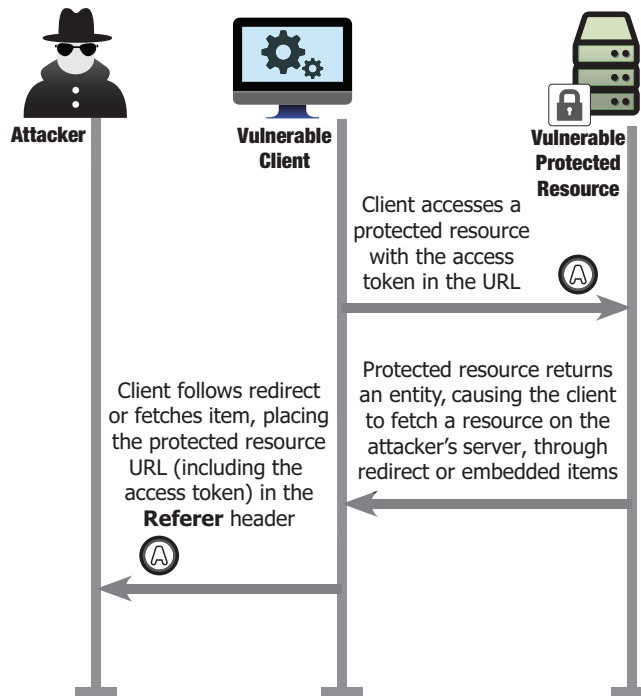 Attacker
Vulnerable
Client
Vulnerable
Protected
Resource
Client accesses a
protected resource
with the access
token in the URL
A
Protected resource returns
an entity, causing the client
to fetch a resource on the
attacker's server, through
redirect or embedded items
Client follows redirect
or fetches item, placing
the protected resource
URL (including the
access token) in the
Referer header
A